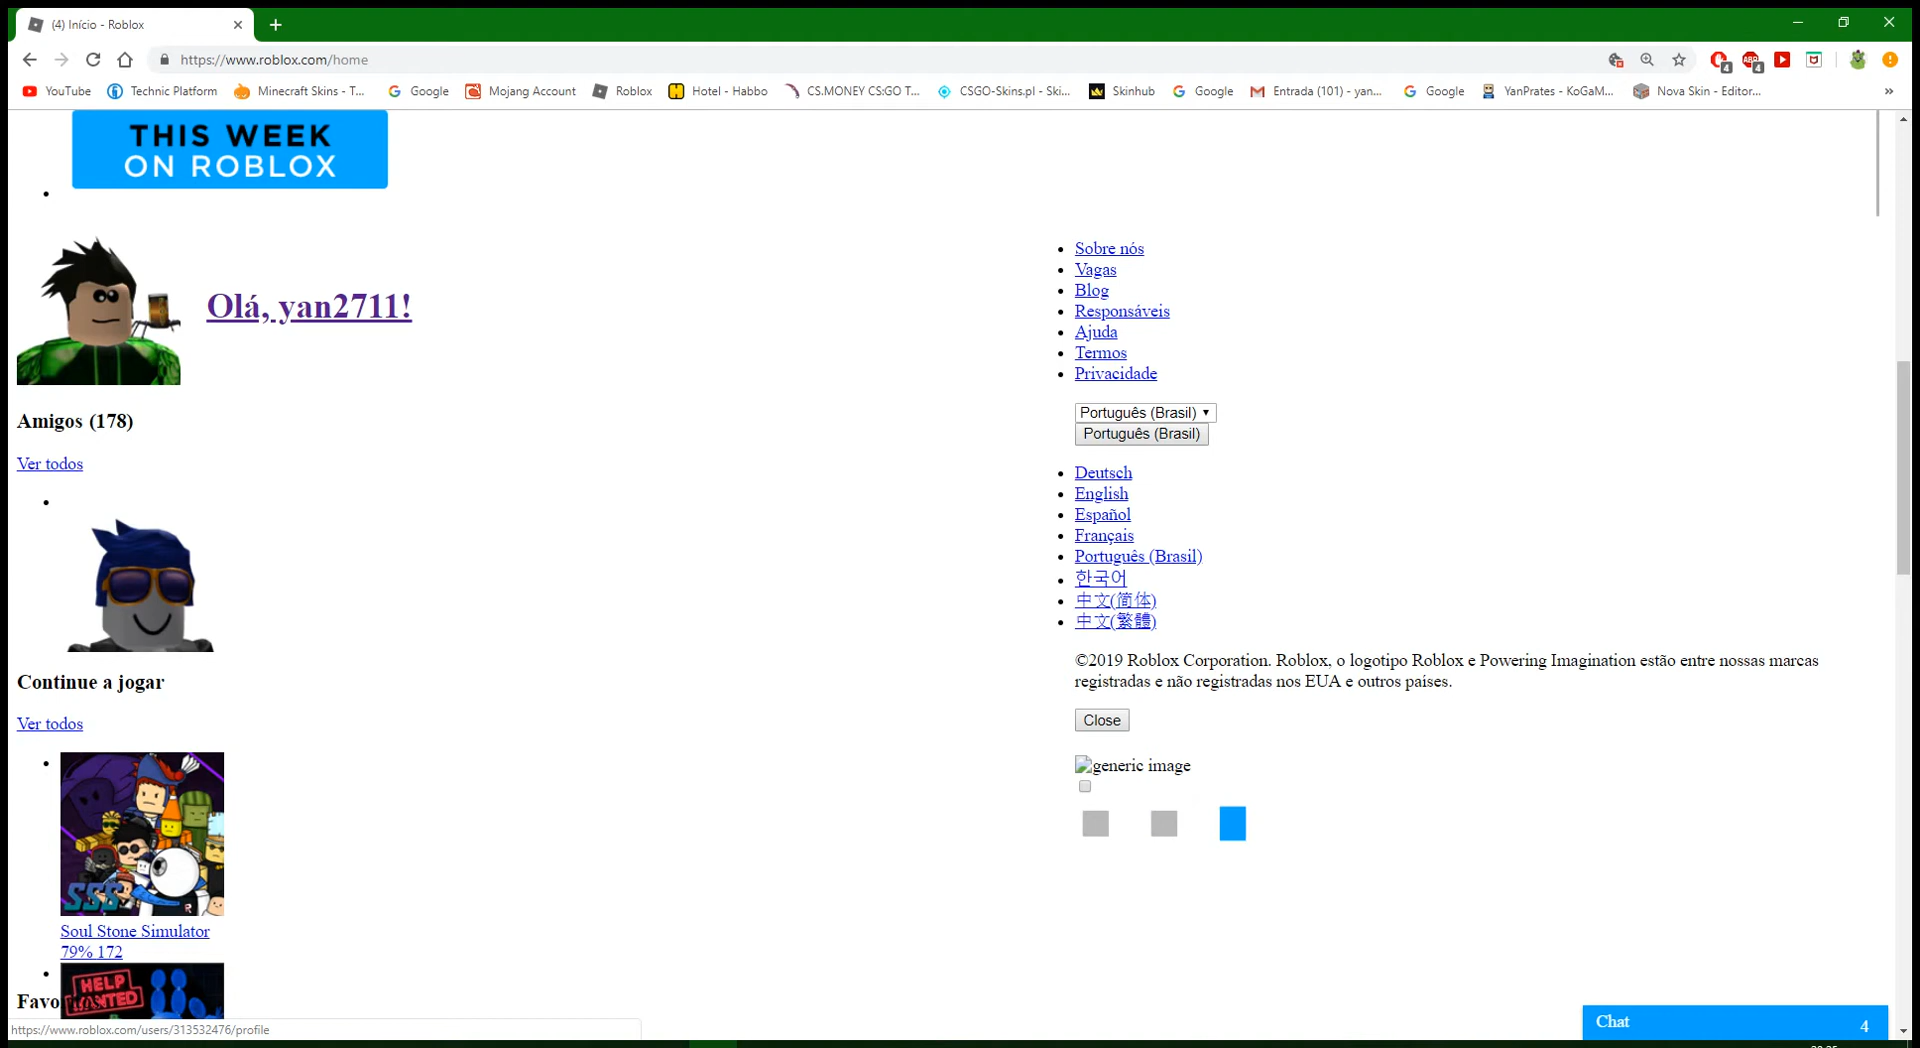 (4) Início - Roblox
https://www.roblox.com/home
YouTube
Technic Platform
Minecraft Skins - T...
Google
Mojang Account
Roblox
Hotel - Habbo
CS.MONEY CS:GO T...
CSGO-Skins.pl - Ski...
Skinhub
Google
Entrada (101) - yan...
Google
YanPrates - KoGaM...
Nova Skin - Editor...
THIS WEEK
ON ROBLOX
Olá, yan2711!
Amigos (178)
Ver todos
Continue a jogar
Ver todos
SSS
Soul Stone Simulator
79% 172
HELP
WANTED
https://www.roblox.com/users/313532476/profile
Sobre nós
Vagas
Blog
Responsáveis
Ajuda
Termos
Privacidade
Português (Brasil)
Português (Brasil)
Deutsch
English
Español
Français
Português (Brasil)
한국어
中文(简体)
中文(繁體)
©2019 Roblox Corporation. Roblox, o logotipo Roblox e Powering Imagination estão entre nossas marcas
registradas e não registradas nos EUA e outros países.
Close
generic image
Chat 4